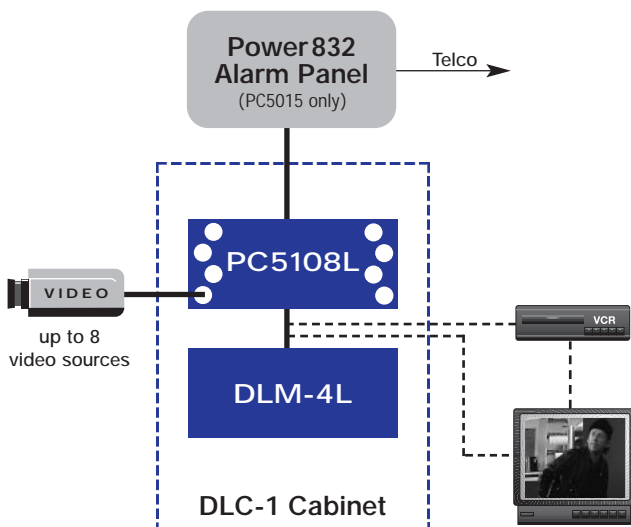 Power832
Alarm Panel
(PC5015 only)
Telco
PC5108L
VIDEO
up to 8
video sources
VCR
DLM-4L
DLC-1 Cabinet